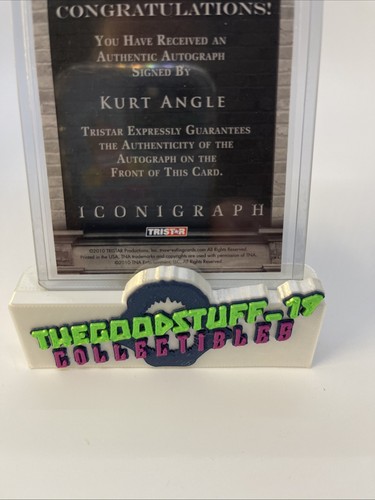 CONGRATULATIONS!
YOU HAVE RECEIVED AN
AUTHENTIC AUTOGRAPH
SIGNED BY
KURT ANGLE
TRISTAR EXPRESSLY GUARANTEES
THE AUTHENTICITY OF THE
AUTOGRAPH ON THE
FRONT OF THIS CARD.
ICONIGRAPH
TRISTAR
THEGOODSTUFF_17
COLLECTIBLES